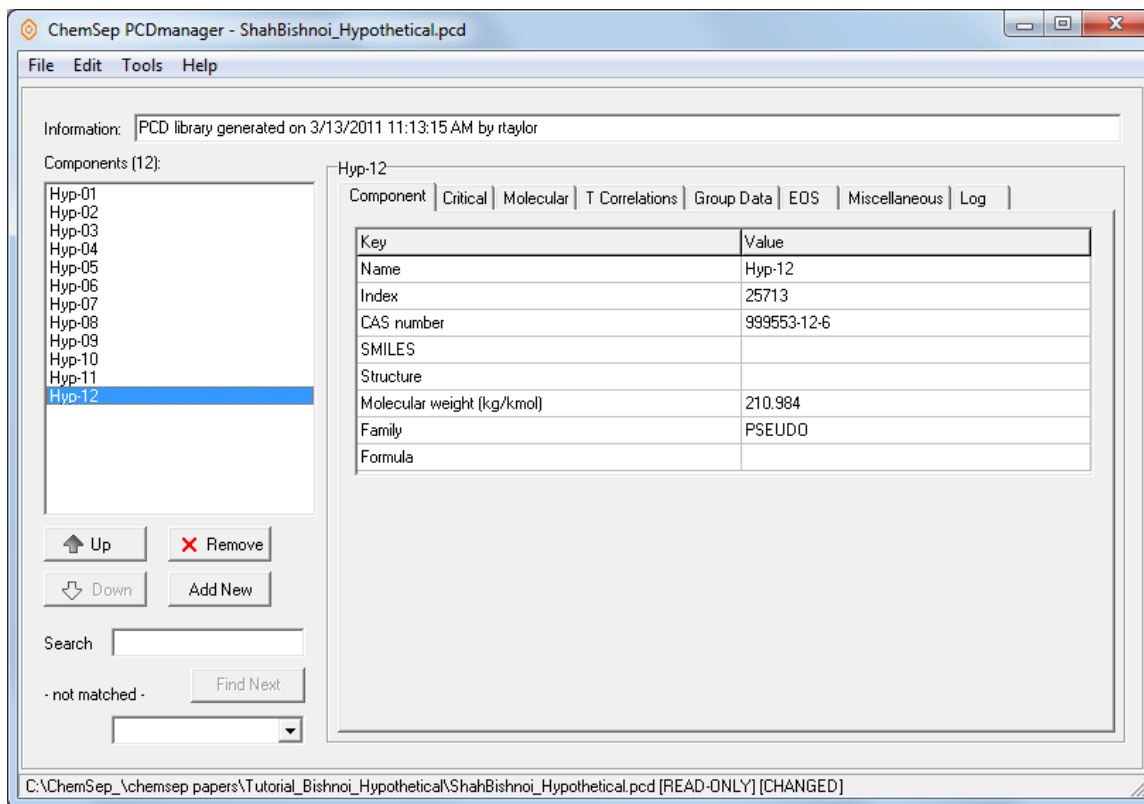 ChemSep PCDmanager - ShahBishnoi_Hypothetical.pcd
File Edit Tools Help
Information: PCD library generated on 3/13/2011 11:13:15 AM by rtaylor
Components (12):
Hyp-01
Hyp-02
Hyp-03
Hyp-04
Hyp-05
Hyp-06
Hyp-07
Hyp-08
Hyp-09
Hyp-10
Hyp-11
Hyp-12
Up
Remove
Down
Add New
Search
Find Next
- not matched -
Hyp-12
Component Critical Molecular T Correlations Group Data EOS Miscellaneous Log
Key Value
Name Hyp-12
Index 25713
CAS number 999553-12-6
SMILES
Structure
Molecular weight (kg/kmol) 210.984
Family PSEUDO
Formula
C:\ChemSep_\chemsep papers\Tutorial_Bishnoi_Hypothetical\ShahBishnoi_Hypothetical.pcd [READ-ONLY] [CHANGED]